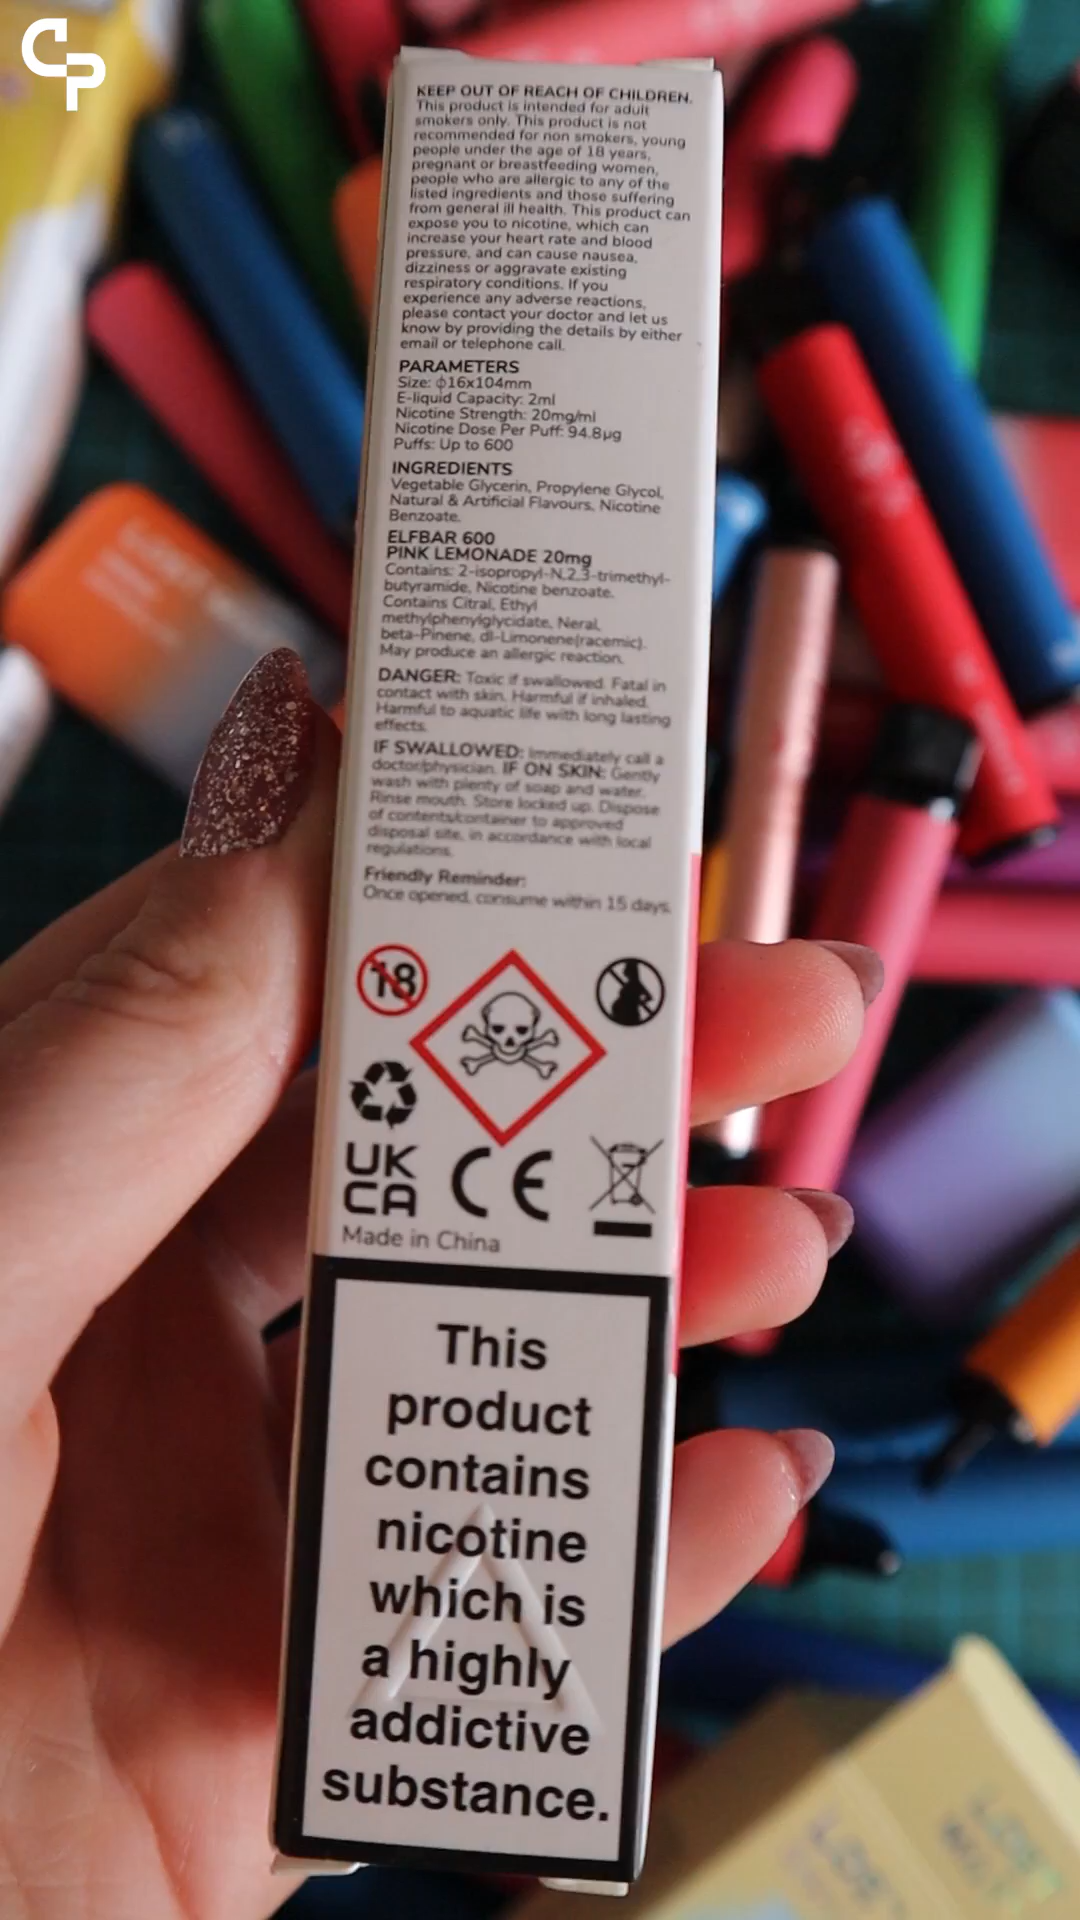 CP
KEEP OUT OF REACH OF CHILDREN.
This product is intended for adult
smokers only. This product is not
recommended for non smokers, young
people under the age of 18 years,
pregnant or breastfeeding women,
people who are allergic to any of the
listed ingredients and those suffering
from general ill health. This product can
expose you to nicotine, which can
increase your heart rate and blood
pressure, and can cause nausea,
dizziness or aggravate existing
respiratory conditions. If you
experience any adverse reactions,
please contact your doctor and let us
know by providing the details by either
email or telephone call.
PARAMETERS
Size: ф16x104mm
E-liquid Capacity: 2ml
Nicotine Strength: 20mg/ml
Nicotine Dose Per Puff: 94.8µg
Puffs: Up to 600
INGREDIENTS
Vegetable Glycerin, Propylene Glycol,
Natural & Artificial Flavours, Nicotine
Benzoate.
ELFBAR 600
PINK LEMONADE 20mg
Contains: 2-isopropyl-N,2,3-trimethyl-
butyramide, Nicotine benzoate.
Contains Citral, Ethyl
methylphenylglycidate, Neral,
beta-Pinene, dl-Limonene(racemic).
May produce an allergic reaction.
DANGER: Toxic if swallowed. Fatal in
contact with skin. Harmful if inhaled.
Harmful to aquatic life with long lasting
effects.
IF SWALLOWED: Immediately call a
doctor/physician. IF ON SKIN: Gently
wash with plenty of soap and water.
Rinse mouth. Store locked up. Dispose
of contents/container to approved
disposal site, in accordance with local
regulations.
Friendly Reminder:
Once opened, consume within 15 days.
18
UK
CA
CE
Made in China
This
product
contains
nicotine
which is
a highly
addictive
substance.